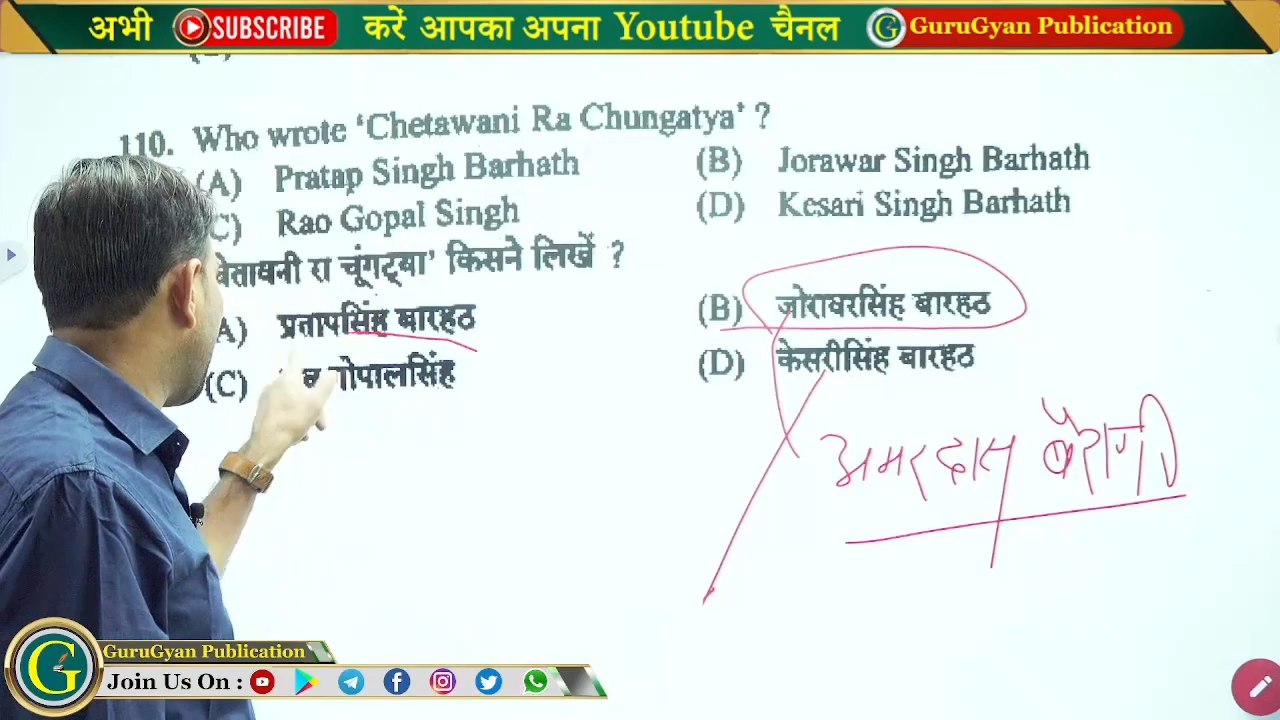 अभी SUBSCRIBE करें आपका अपना Youtube चैनल G GuruGyan Publication
110. Who wrote ‘Chetawani Ra Chungatya’ ?
(A) Pratap Singh Barhath (B) Jorawar Singh Barhath
C) Rao Gopal Singh (D) Kesari Singh Barhath
चेतावनी रा चूंगट्या’ किसने लिखें ?
A) प्रतापसिंह बारहठ (B) जोरावरसिंह बारहठ
(C) गोपालसिंह (D) केसरीसिंह बारहठ
अमरदास बैरागी
G GuruGyan Publication
Join Us On :